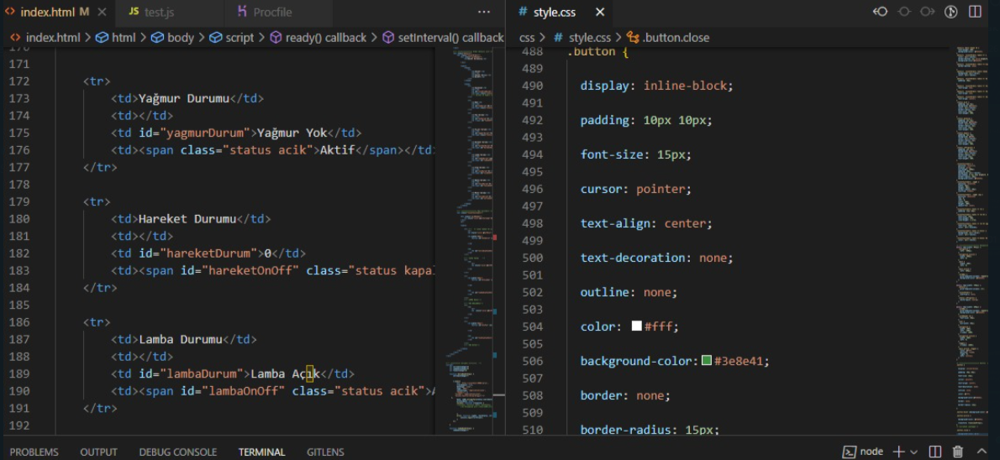 index.html M
test.js
Procfile
style.css
index.html > html > body > script > ready() callback > setInterval() callback
css > # style.css > .button.close
170
171
172 <tr>
173 <td>Yağmur Durumu</td>
174 <td></td>
175 <td id="yagmurDurum">Yağmur Yok</td>
176 <td><span class="status acik">Aktif</span></td>
177 </tr>
178
179 <tr>
180 <td>Hareket Durumu</td>
181 <td></td>
182 <td id="hareketDurum">0</td>
183 <td><span id="hareketOnOff" class="status kapal
184 </tr>
185
186 <tr>
187 <td>Lamba Durumu</td>
188 <td></td>
189 <td id="lambaDurum">Lamba Açık</td>
190 <td><span id="lambaOnOff" class="status acik">A
191 </tr>
192
488 .button {
489
490 display: inline-block;
491
492 padding: 10px 10px;
493
494 font-size: 15px;
495
496 cursor: pointer;
497
498 text-align: center;
499
500 text-decoration: none;
501
502 outline: none;
503
504 color: #fff;
505
506 background-color: #3e8e41;
507
508 border: none;
509
510 border-radius: 15px;
PROBLEMS OUTPUT DEBUG CONSOLE TERMINAL GITLENS
node